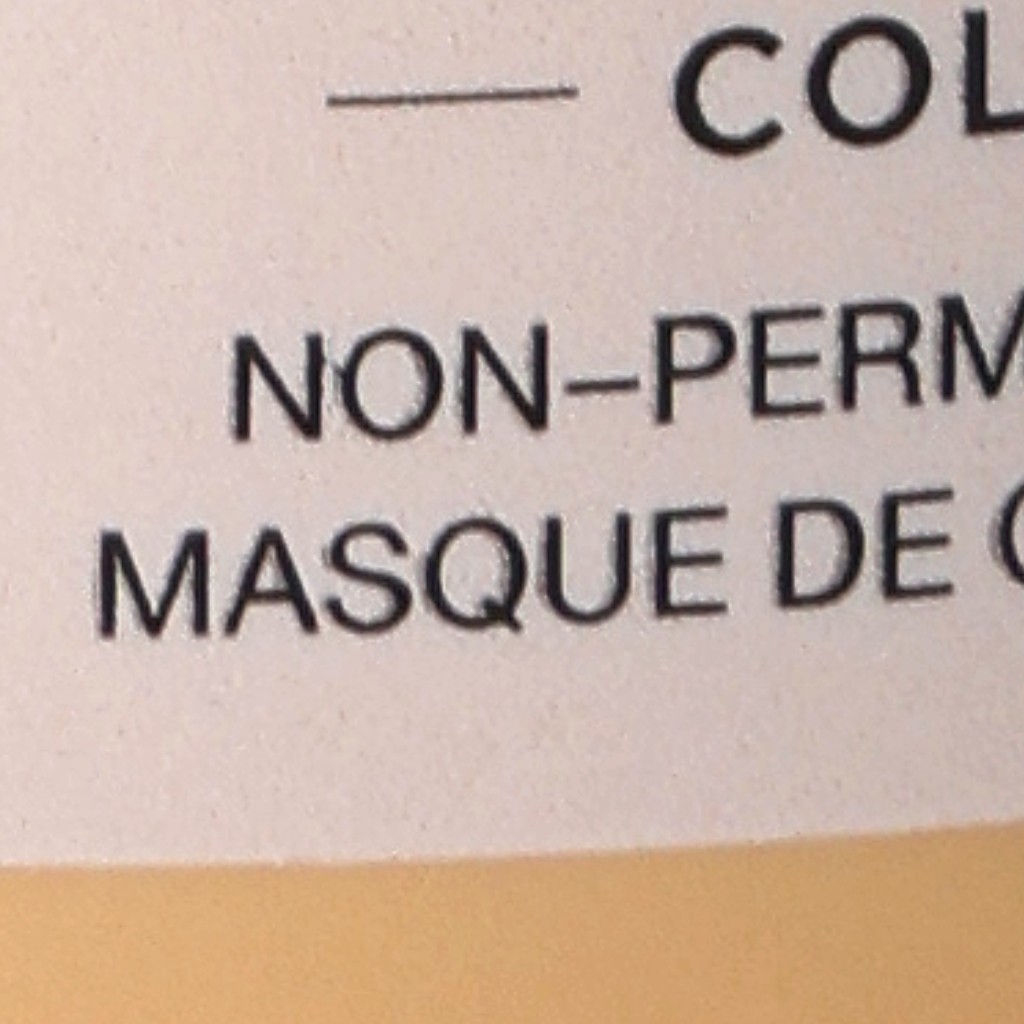 — COL
NON-PERM
MASQUE DE